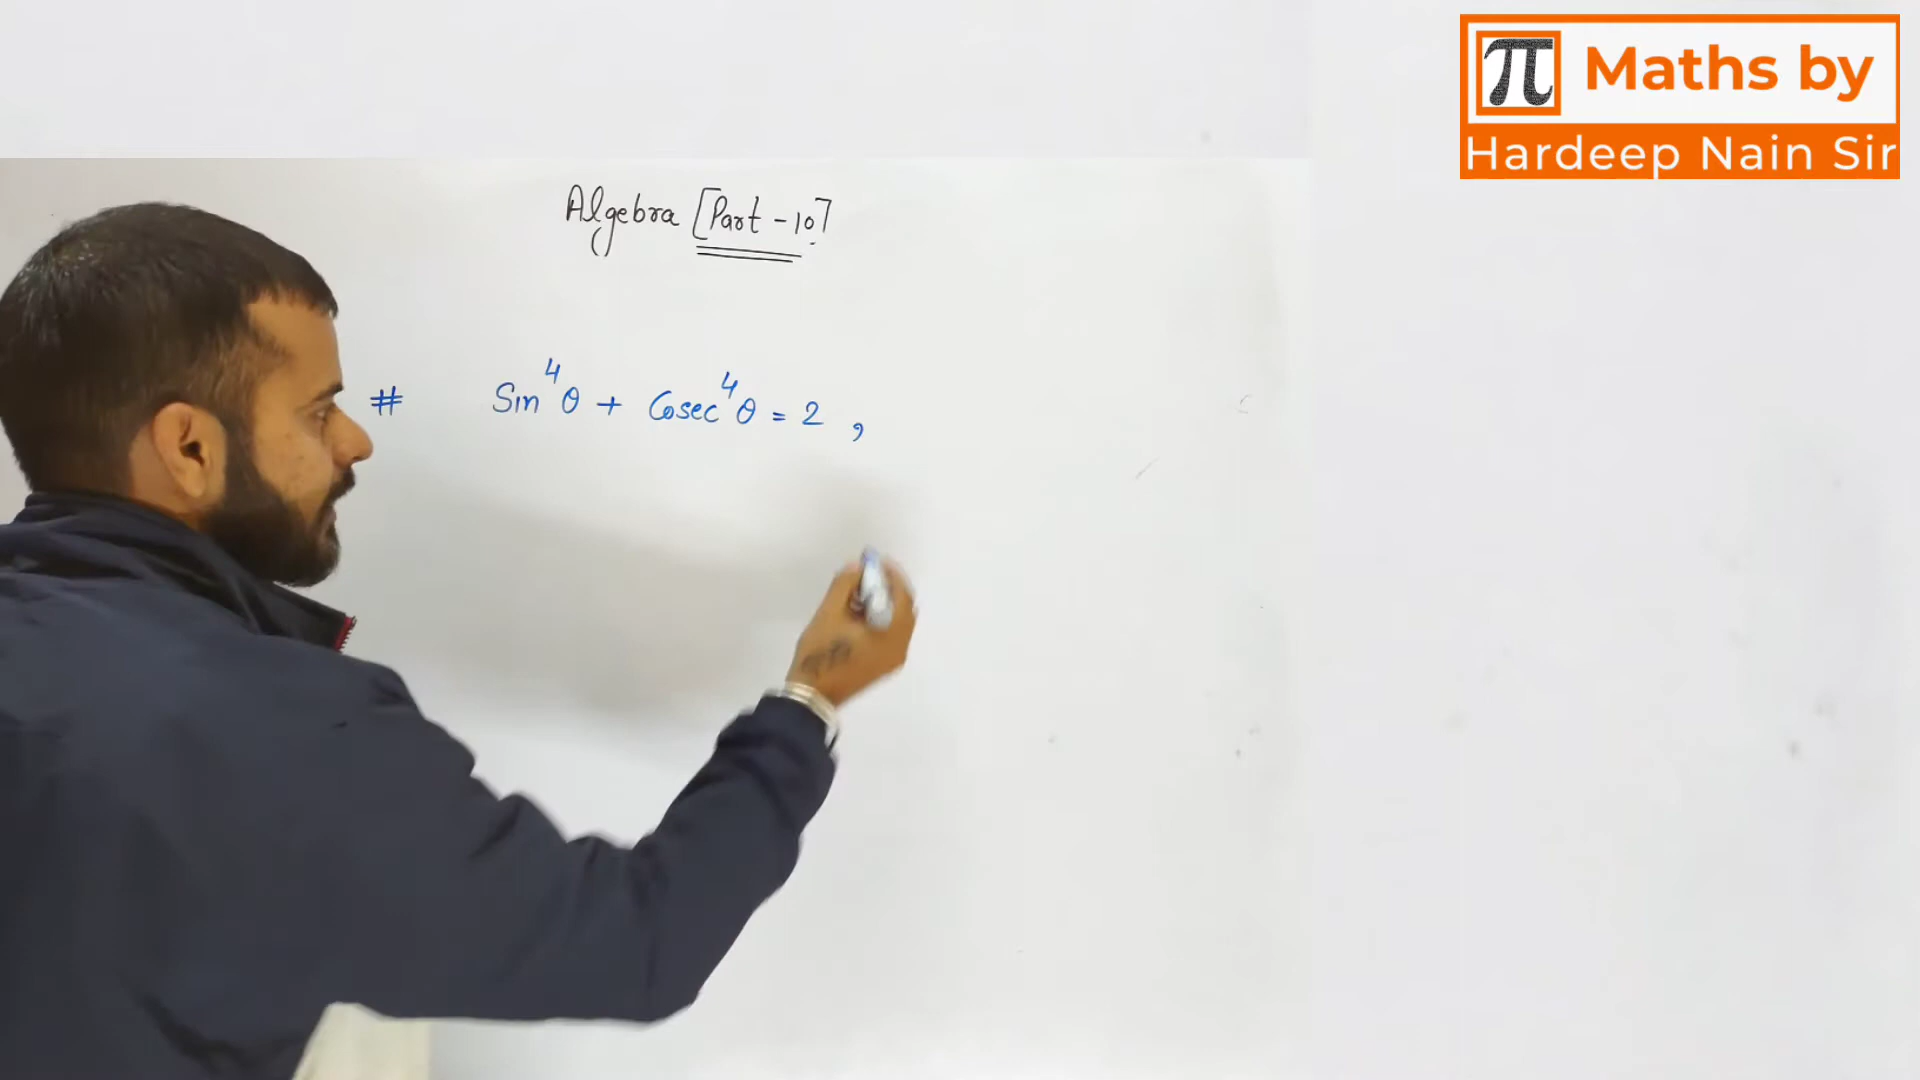 π Maths by
Hardeep Nain Sir
Algebra [Part - 10]
# Sin⁴θ + Cosec⁴θ = 2 ,